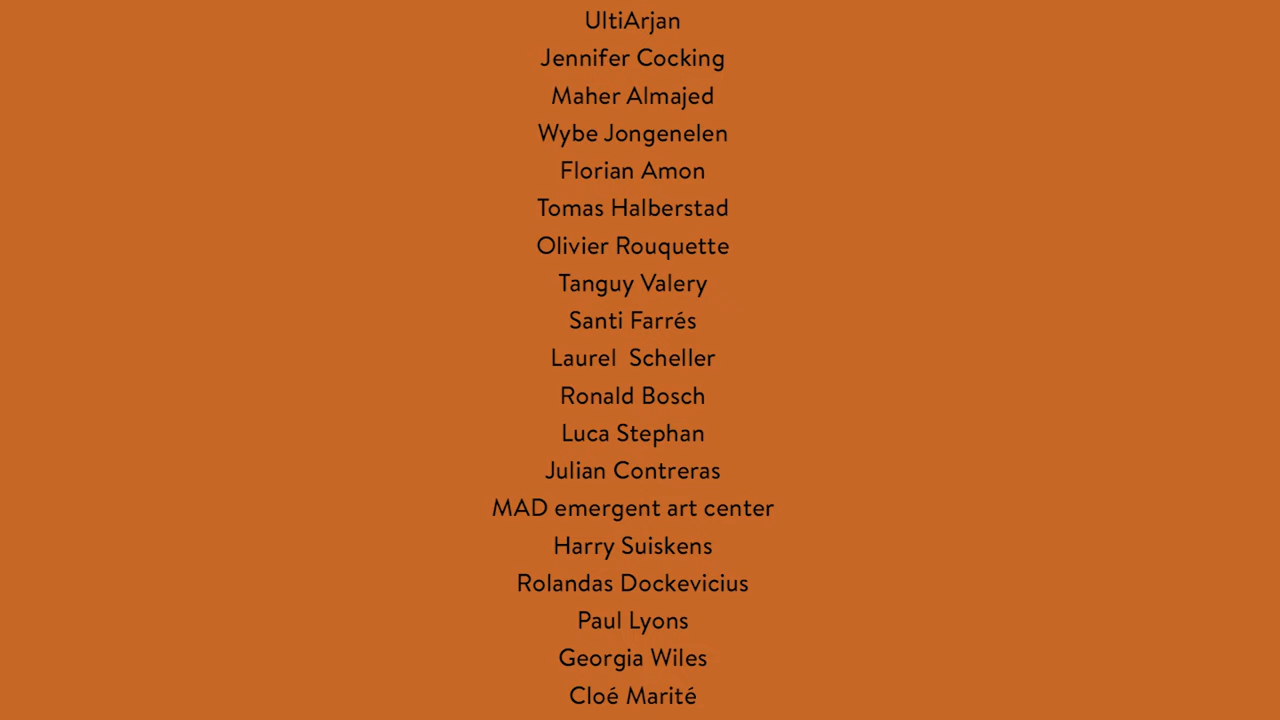 UltiArjan
Jennifer Cocking
Maher Almajed
Wybe Jongenelen
Florian Amon
Tomas Halberstad
Olivier Rouquette
Tanguy Valery
Santi Farrés
Laurel  Scheller
Ronald Bosch
Luca Stephan
Julian Contreras
MAD emergent art center
Harry Suiskens
Rolandas Dockevicius
Paul Lyons
Georgia Wiles
Cloé Marité